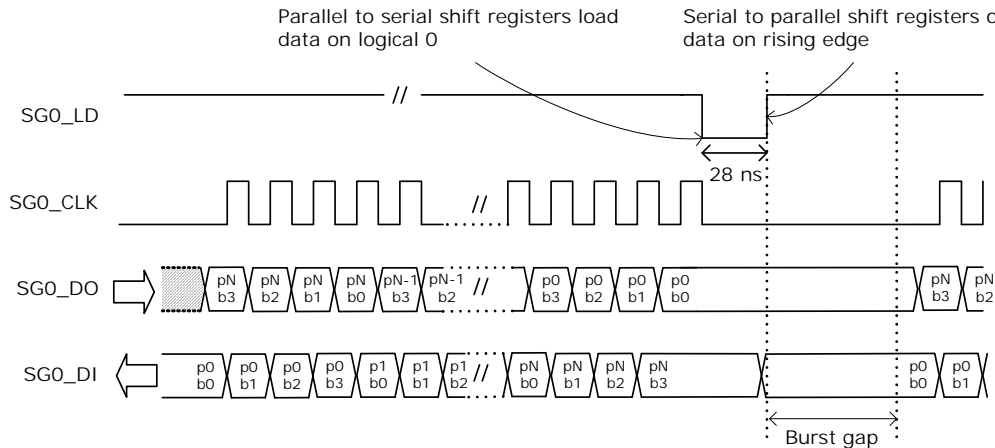 Parallel to serial shift registers load
data on logical 0
Serial to parallel shift registers
data on rising edge
//
SG0_LD
28 ns
SG0_CLK
//
SG0_DO
pN b3 pN b2 pN b1 pN b0 pN-1 b3 pN-1 b2 // p0 b3 p0 b2 p0 b1 p0 b0 pN b3 pN b2
SG0_DI
p0 b0 p0 b1 p0 b2 p0 b3 p1 b0 p1 b1 p1 b2 // pN b0 pN b1 pN b2 pN b3 p0 b0 p0 b1
Burst gap